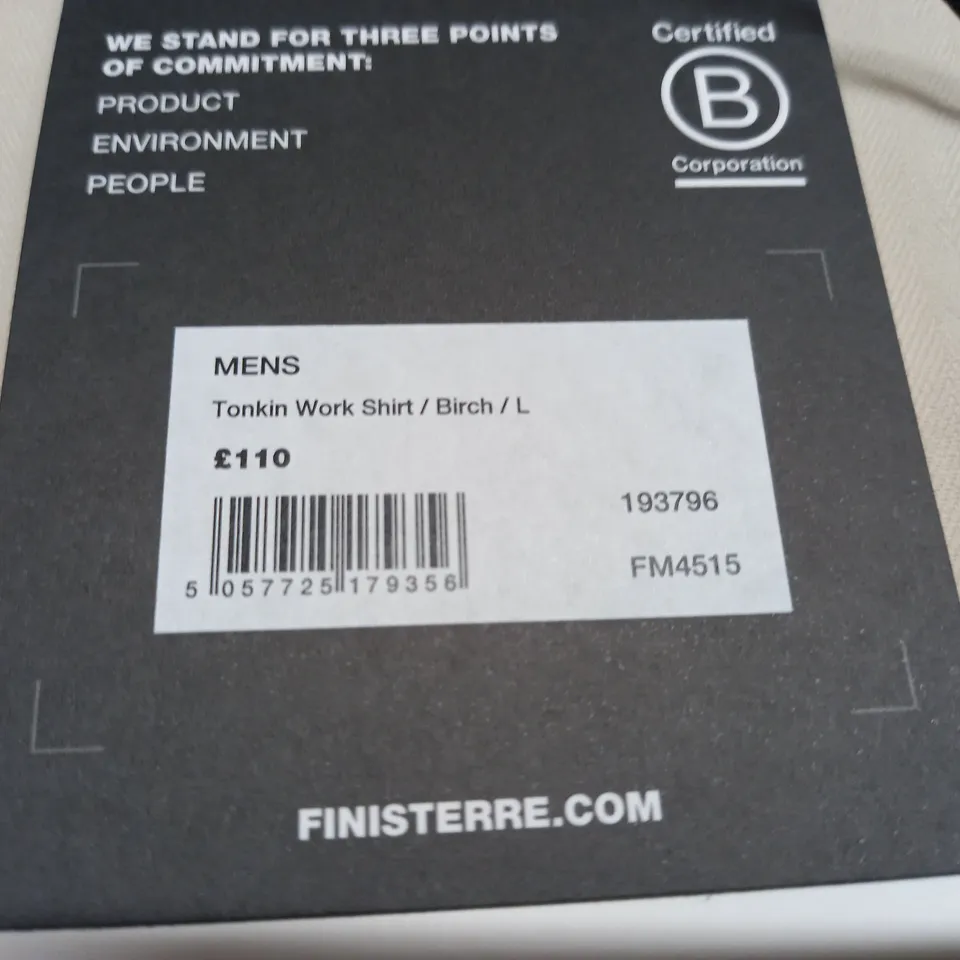 WE STAND FOR THREE POINTS
OF COMMITMENT:
PRODUCT
ENVIRONMENT
PEOPLE
Certified
B
Corporation
MENS
Tonkin Work Shirt / Birch / L
£110
193796
5 057725 179356
FM4515
FINISTERRE.COM